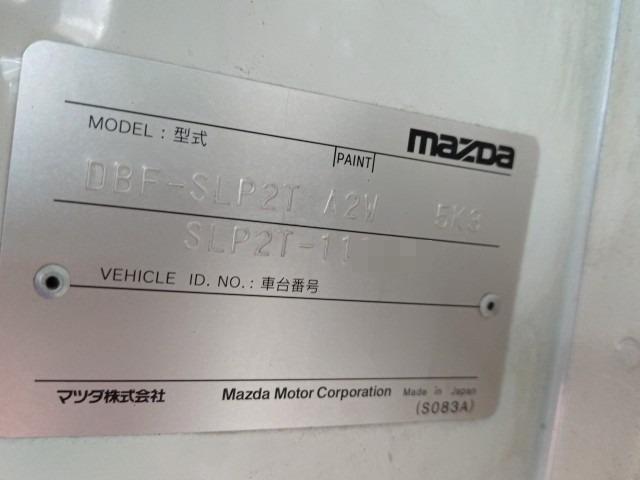 MODEL : 型式
mazda
PAINT
DBF-SLP2T A2W 5K3
SLP2T-11
VEHICLE ID. NO. : 車台番号
マツダ株式会社 Mazda Motor Corporation Made in Japan
(S083A)